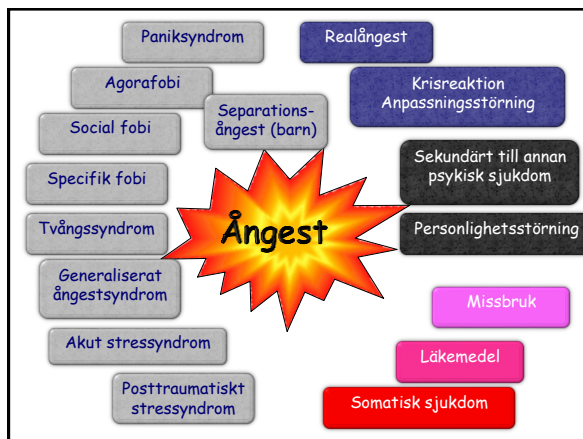 Paniksyndrom
Realångest
Agorafobi
Krisreaktion
Anpassningsstörning
Separations-
ångest (barn)
Social fobi
Sekundärt till annan
psykisk sjukdom
Specifik fobi
Tvångssyndrom
Ångest
Personlighetsstörning
Generaliserat
ångestsyndrom
Missbruk
Akut stressyndrom
Läkemedel
Posttraumatiskt
stressyndrom
Somatisk sjukdom